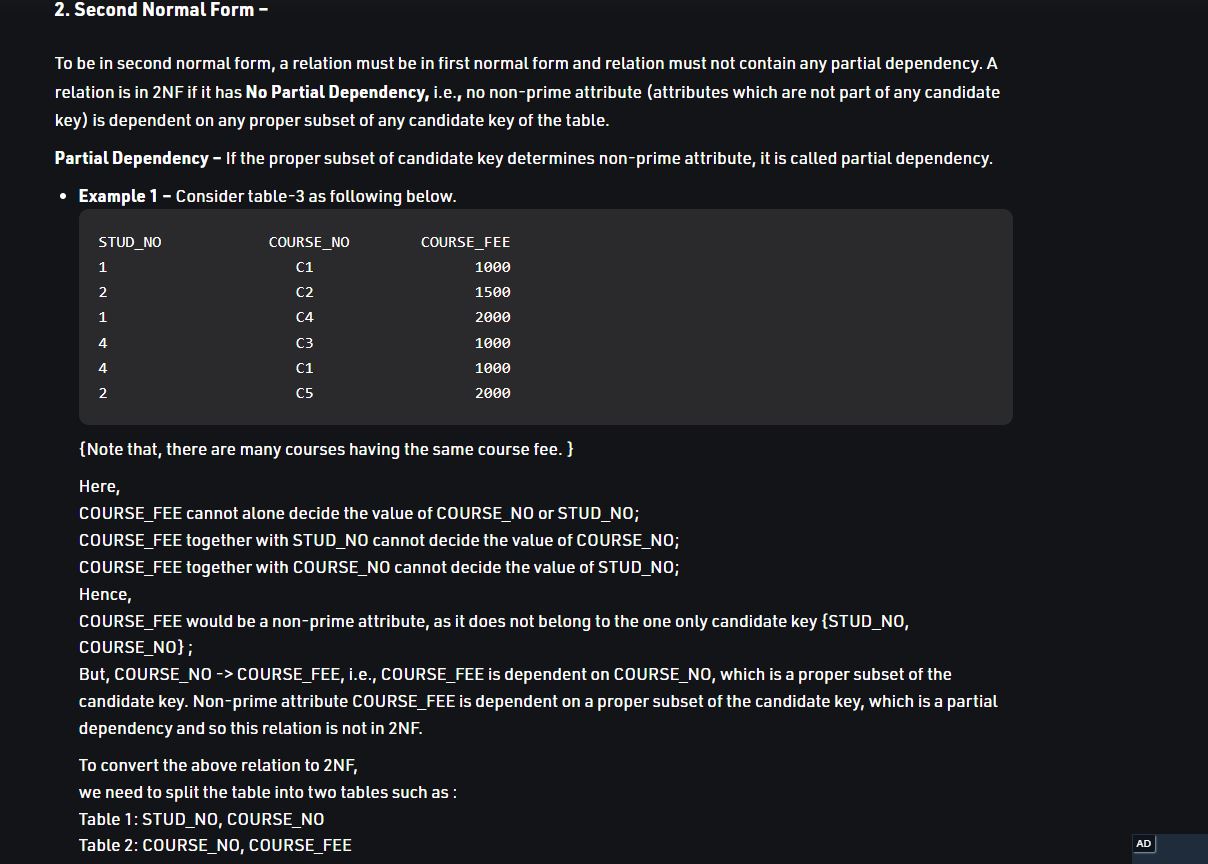 2. Second Normal Form –
To be in second normal form, a relation must be in first normal form and relation must not contain any partial dependency. A
relation is in 2NF if it has No Partial Dependency, i.e., no non-prime attribute (attributes which are not part of any candidate
key) is dependent on any proper subset of any candidate key of the table.
Partial Dependency – If the proper subset of candidate key determines non-prime attribute, it is called partial dependency.
• Example 1 – Consider table-3 as following below.
STUD_NO COURSE_NO COURSE_FEE
1 C1 1000
2 C2 1500
1 C4 2000
4 C3 1000
4 C1 1000
2 C5 2000
{Note that, there are many courses having the same course fee. }
Here,
COURSE_FEE cannot alone decide the value of COURSE_NO or STUD_NO;
COURSE_FEE together with STUD_NO cannot decide the value of COURSE_NO;
COURSE_FEE together with COURSE_NO cannot decide the value of STUD_NO;
Hence,
COURSE_FEE would be a non-prime attribute, as it does not belong to the one only candidate key {STUD_NO,
COURSE_NO} ;
But, COURSE_NO -> COURSE_FEE, i.e., COURSE_FEE is dependent on COURSE_NO, which is a proper subset of the
candidate key. Non-prime attribute COURSE_FEE is dependent on a proper subset of the candidate key, which is a partial
dependency and so this relation is not in 2NF.
To convert the above relation to 2NF,
we need to split the table into two tables such as :
Table 1: STUD_NO, COURSE_NO
Table 2: COURSE_NO, COURSE_FEE
AD